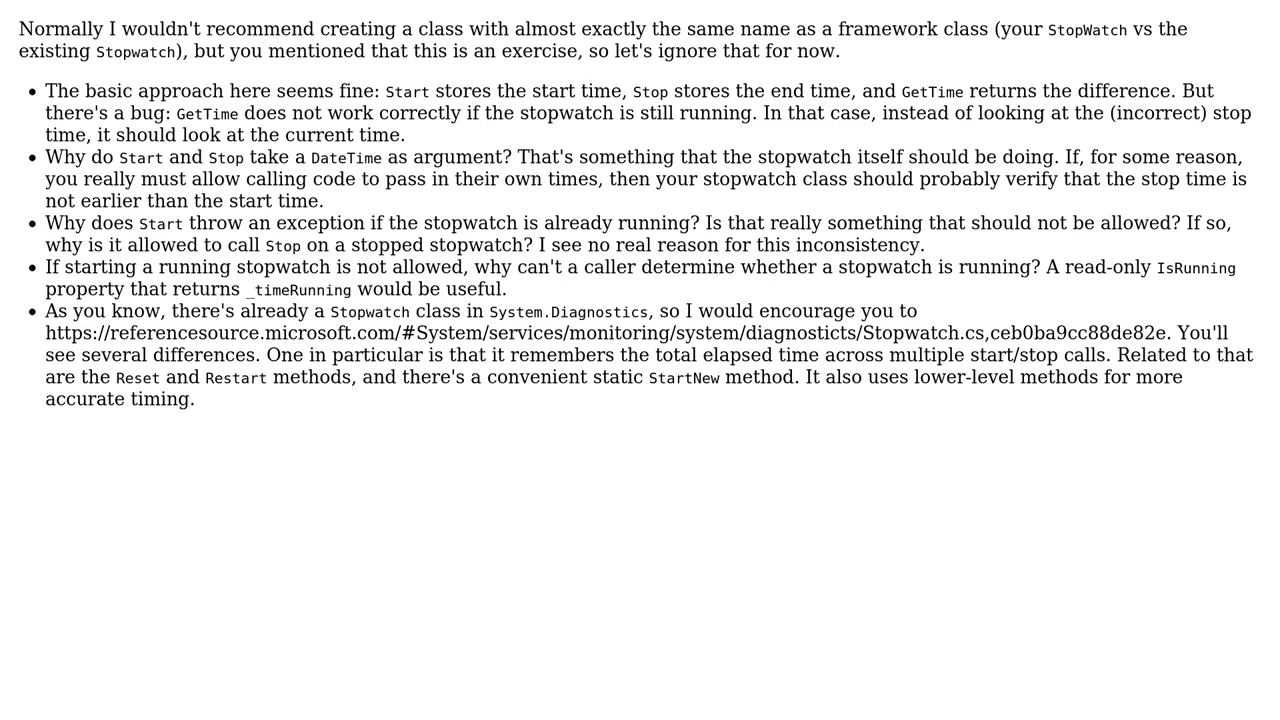 Normally I wouldn't recommend creating a class with almost exactly the same name as a framework class (your StopWatch vs the
existing Stopwatch), but you mentioned that this is an exercise, so let's ignore that for now.
• The basic approach here seems fine: Start stores the start time, Stop stores the end time, and GetTime returns the difference. But
there's a bug: GetTime does not work correctly if the stopwatch is still running. In that case, instead of looking at the (incorrect) stop
time, it should look at the current time.
• Why do Start and Stop take a DateTime as argument? That's something that the stopwatch itself should be doing. If, for some reason,
you really must allow calling code to pass in their own times, then your stopwatch class should probably verify that the stop time is
not earlier than the start time.
• Why does Start throw an exception if the stopwatch is already running? Is that really something that should not be allowed? If so,
why is it allowed to call Stop on a stopped stopwatch? I see no real reason for this inconsistency.
• If starting a running stopwatch is not allowed, why can't a caller determine whether a stopwatch is running? A read-only IsRunning
property that returns _timeRunning would be useful.
• As you know, there's already a Stopwatch class in System.Diagnostics, so I would encourage you to
https://referencesource.microsoft.com/#System/services/monitoring/system/diagnosticts/Stopwatch.cs,ceb0ba9cc88de82e. You'll
see several differences. One in particular is that it remembers the total elapsed time across multiple start/stop calls. Related to that
are the Reset and Restart methods, and there's a convenient static StartNew method. It also uses lower-level methods for more
accurate timing.